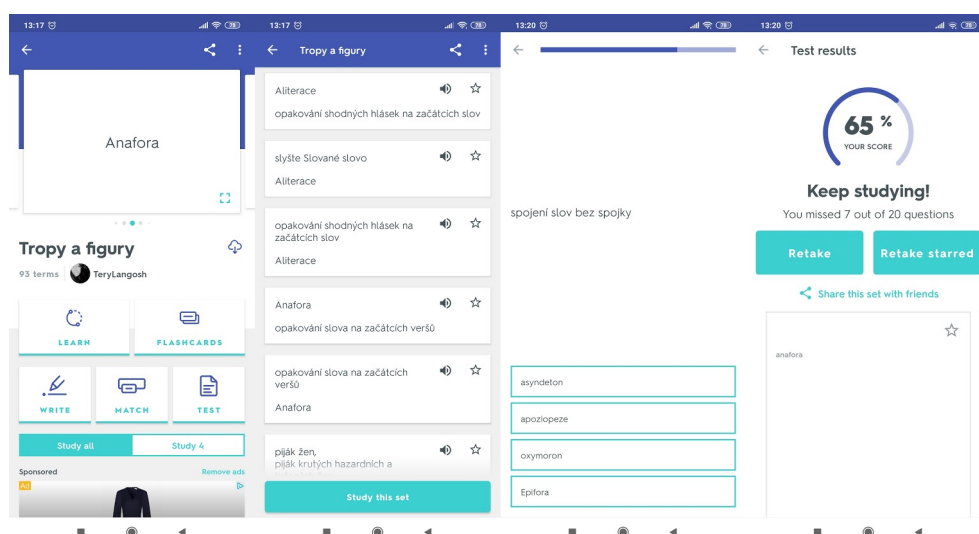 13:17
78
Anafora
Tropy a figury
93 terms
TeryLangosh
LEARN
FLASHCARDS
WRITE
MATCH
TEST
Study all
Study 4
Sponsored
Remove ads
Ad
13:17
78
Tropy a figury
Aliterace
opakování shodných hlásek na začátcích slov
slyšte Slované slovo
Aliterace
opakování shodných hlásek na
začátcích slov
Aliterace
Anafora
opakování slova na začátcích veršů
opakování slova na začátcích
veršů
Anafora
piják žen,
piják krutých hazardních a
Study this set
13:20
78
spojení slov bez spojky
asyndeton
apoziopeze
oxymoron
Epifora
13:20
78
Test results
65 %
YOUR SCORE
Keep studying!
You missed 7 out of 20 questions
Retake
Retake starred
Share this set with friends
anafora